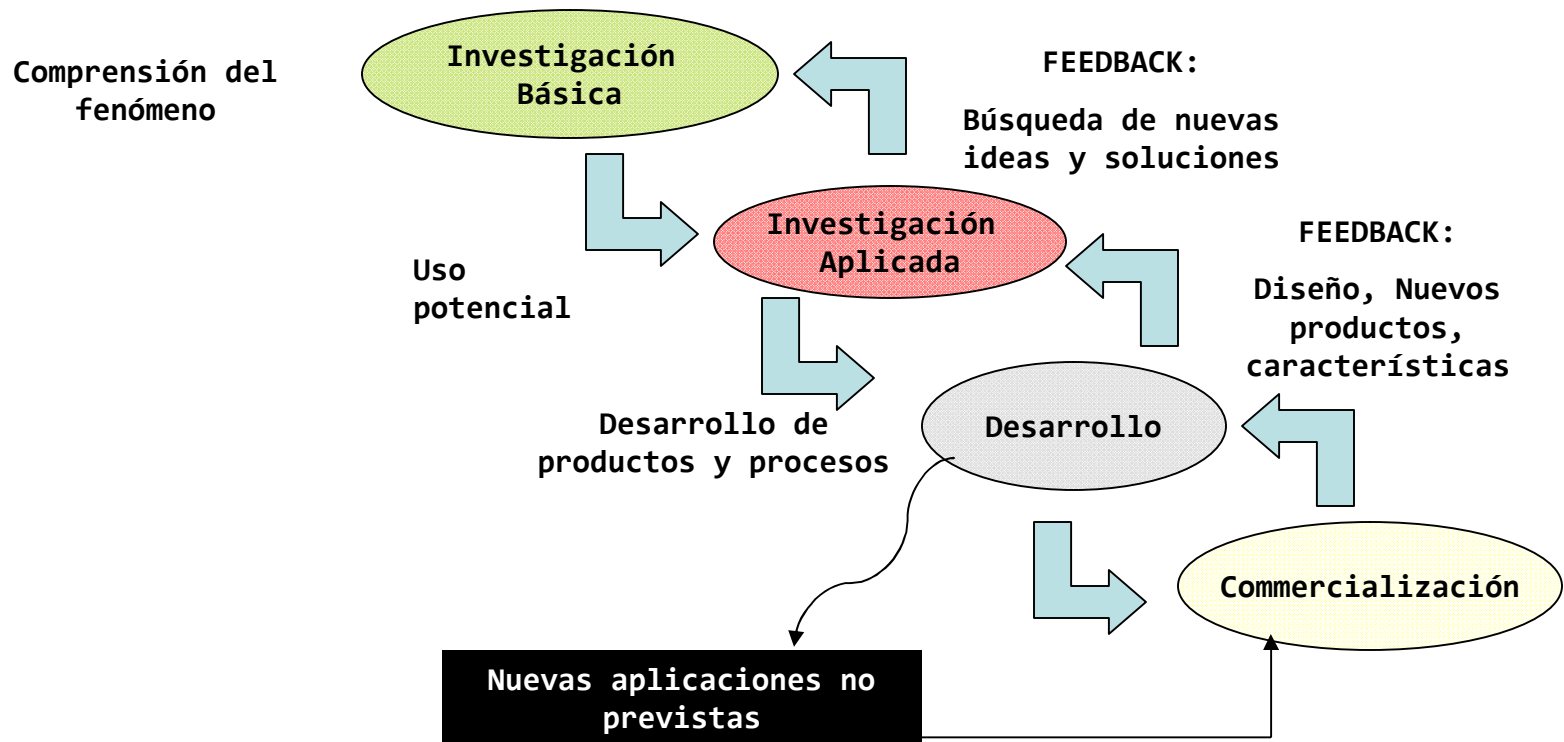 Comprensión del
fenómeno
Investigación
Básica
FEEDBACK:
Búsqueda de nuevas
ideas y soluciones
Uso
potencial
Investigación
Aplicada
FEEDBACK:
Diseño, Nuevos
productos,
característícas
Desarrollo de
productos y procesos
Desarrollo
Commercialización
Nuevas aplicaciones no
previstas